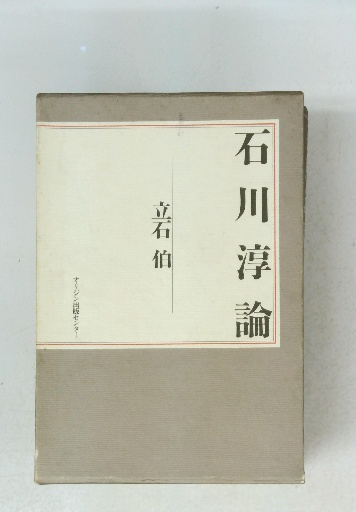 石川淳論
立石伯
オリジン出版センター